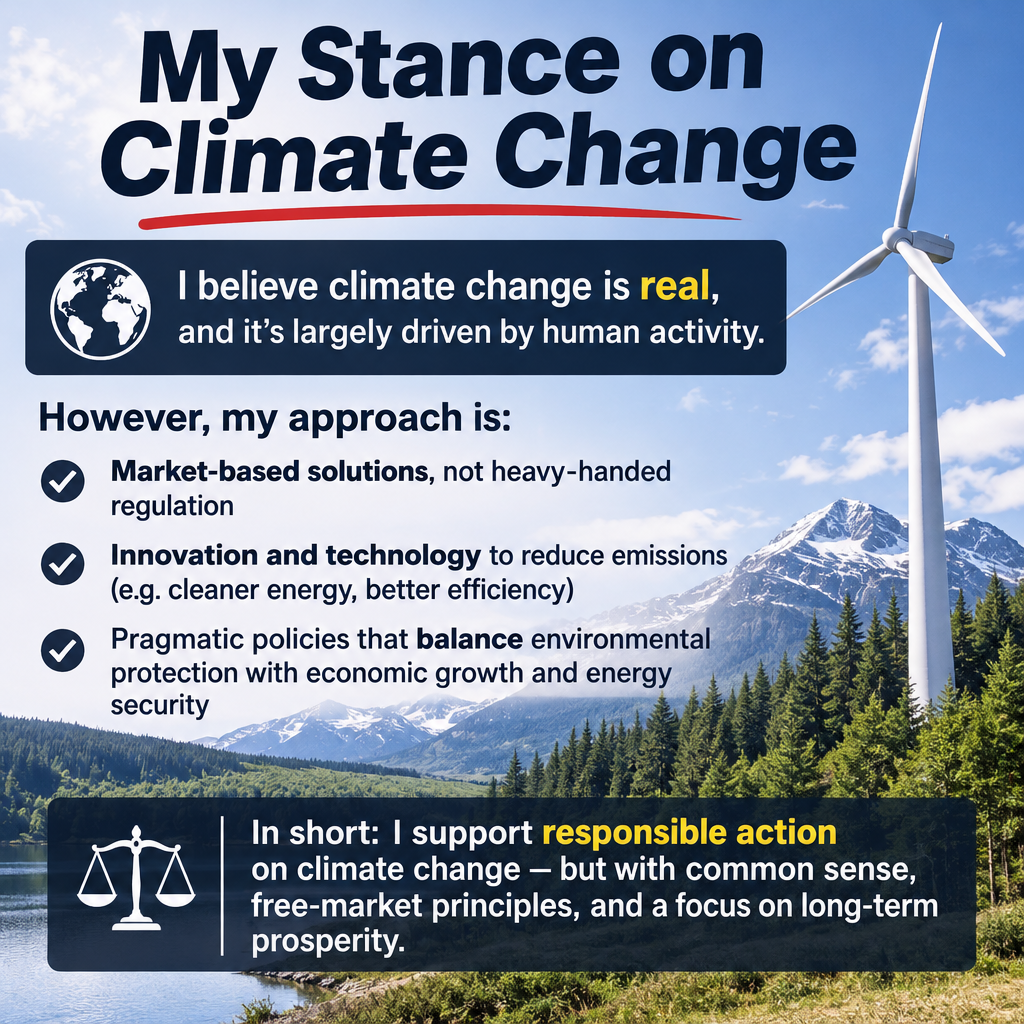 My Stance on
Climate Change
I believe climate change is real,
and it's largely driven by human activity.
However, my approach is:
Market-based solutions, not heavy-handed
regulation
Innovation and technology to reduce emissions
(e.g. cleaner energy, better efficiency)
Pragmatic policies that balance environmental
protection with economic growth and energy
security
In short: I support responsible action
on climate change – but with common sense,
free-market principles, and a focus on long-term
prosperity.